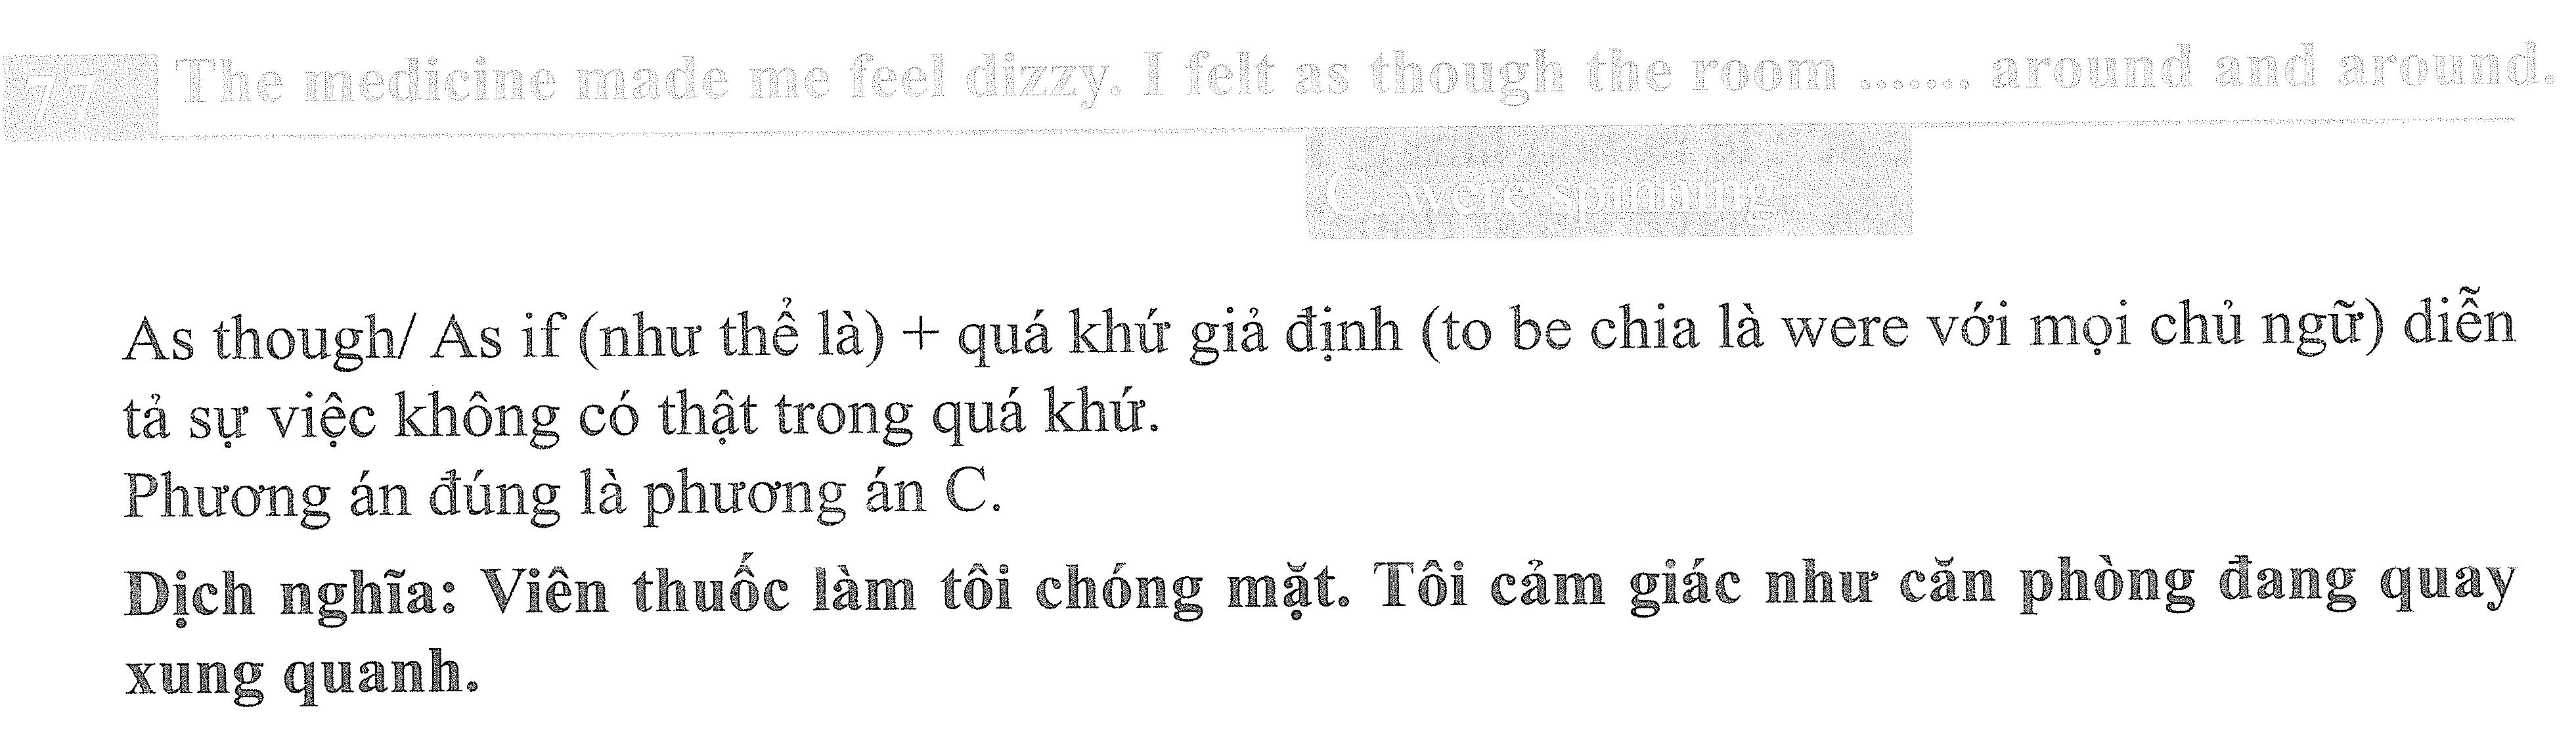 77 The medicine made me feel dizzy. I felt as though the room ....... around and around.
C. were spinning
As though/ As if (như thể là) + quá khứ giả định (to be chia là were với mọi chủ ngữ) diễn
tả sự việc không có thật trong quá khứ.
Phương án đúng là phương án C.
Dịch nghĩa: Viên thuốc làm tôi chóng mặt. Tôi cảm giác như căn phòng đang quay
xung quanh.